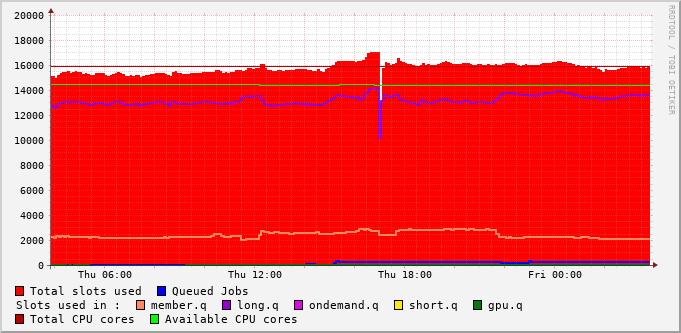 RRDTOOL / TOBI OETIKER
20000
18000
16000
14000
12000
10000
8000
6000
4000
2000
0
Thu 06:00 Thu 12:00 Thu 18:00 Fri 00:00
Total slots used Queued Jobs
Slots used in : member.q long.q ondemand.q short.q gpu.q
Total CPU cores Available CPU cores